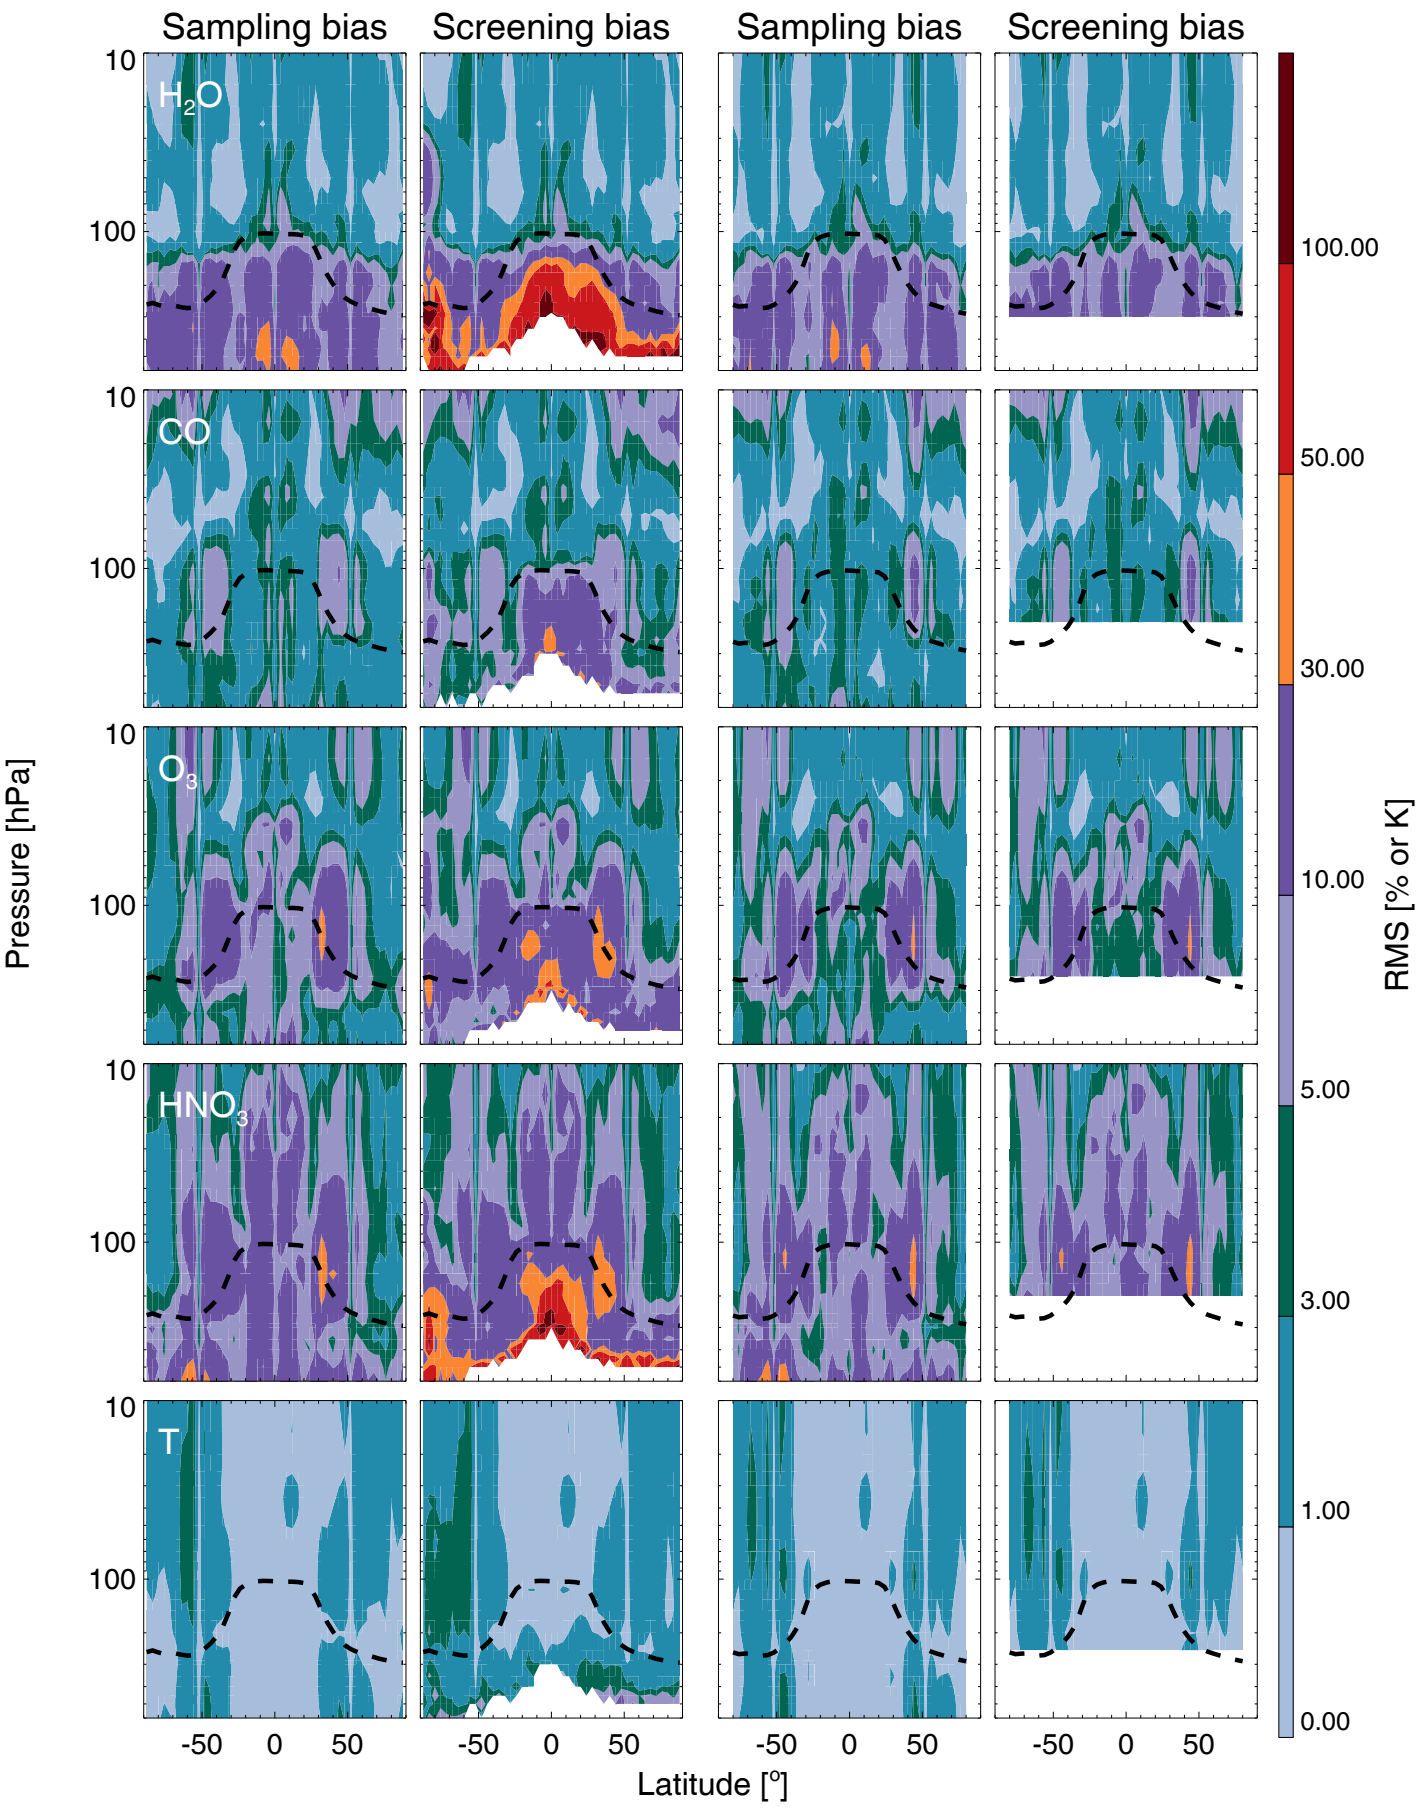 Sampling bias Screening bias Sampling bias Screening bias
10
H₂O
100
100.00
10
CO
100
50.00
30.00
10
O₃
100
10.00
Pressure [hPa]
RMS [% or K]
10
HNO₃
100
5.00
3.00
10
T
100
1.00
0.00
-50 0 50 -50 0 50 -50 0 50 -50 0 50
Latitude [°]